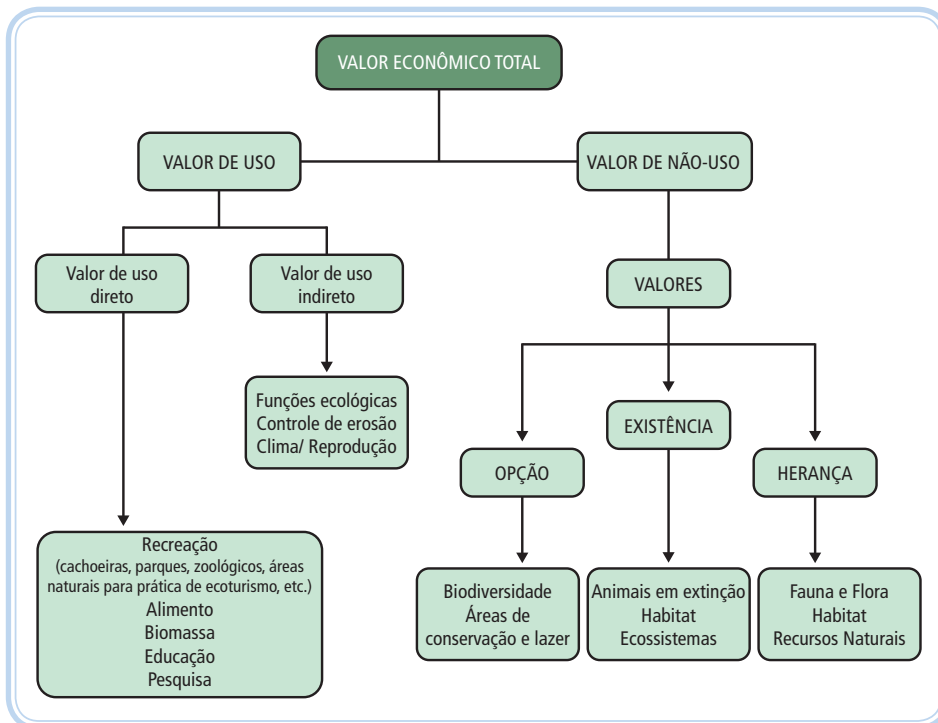 VALOR ECONÔMICO TOTAL
VALOR DE USO
VALOR DE NÃO-USO
Valor de uso
direto
Valor de uso
indireto
VALORES
Funções ecológicas
Controle de erosão
Clima/ Reprodução
EXISTÊNCIA
OPÇÃO
HERANÇA
Recreação
(cachoeiras, parques, zoológicos, áreas
naturais para prática de ecoturismo, etc.)
Alimento
Biomassa
Educação
Pesquisa
Biodiversidade
Áreas de
conservação e lazer
Animais em extinção
Habitat
Ecossistemas
Fauna e Flora
Habitat
Recursos Naturais